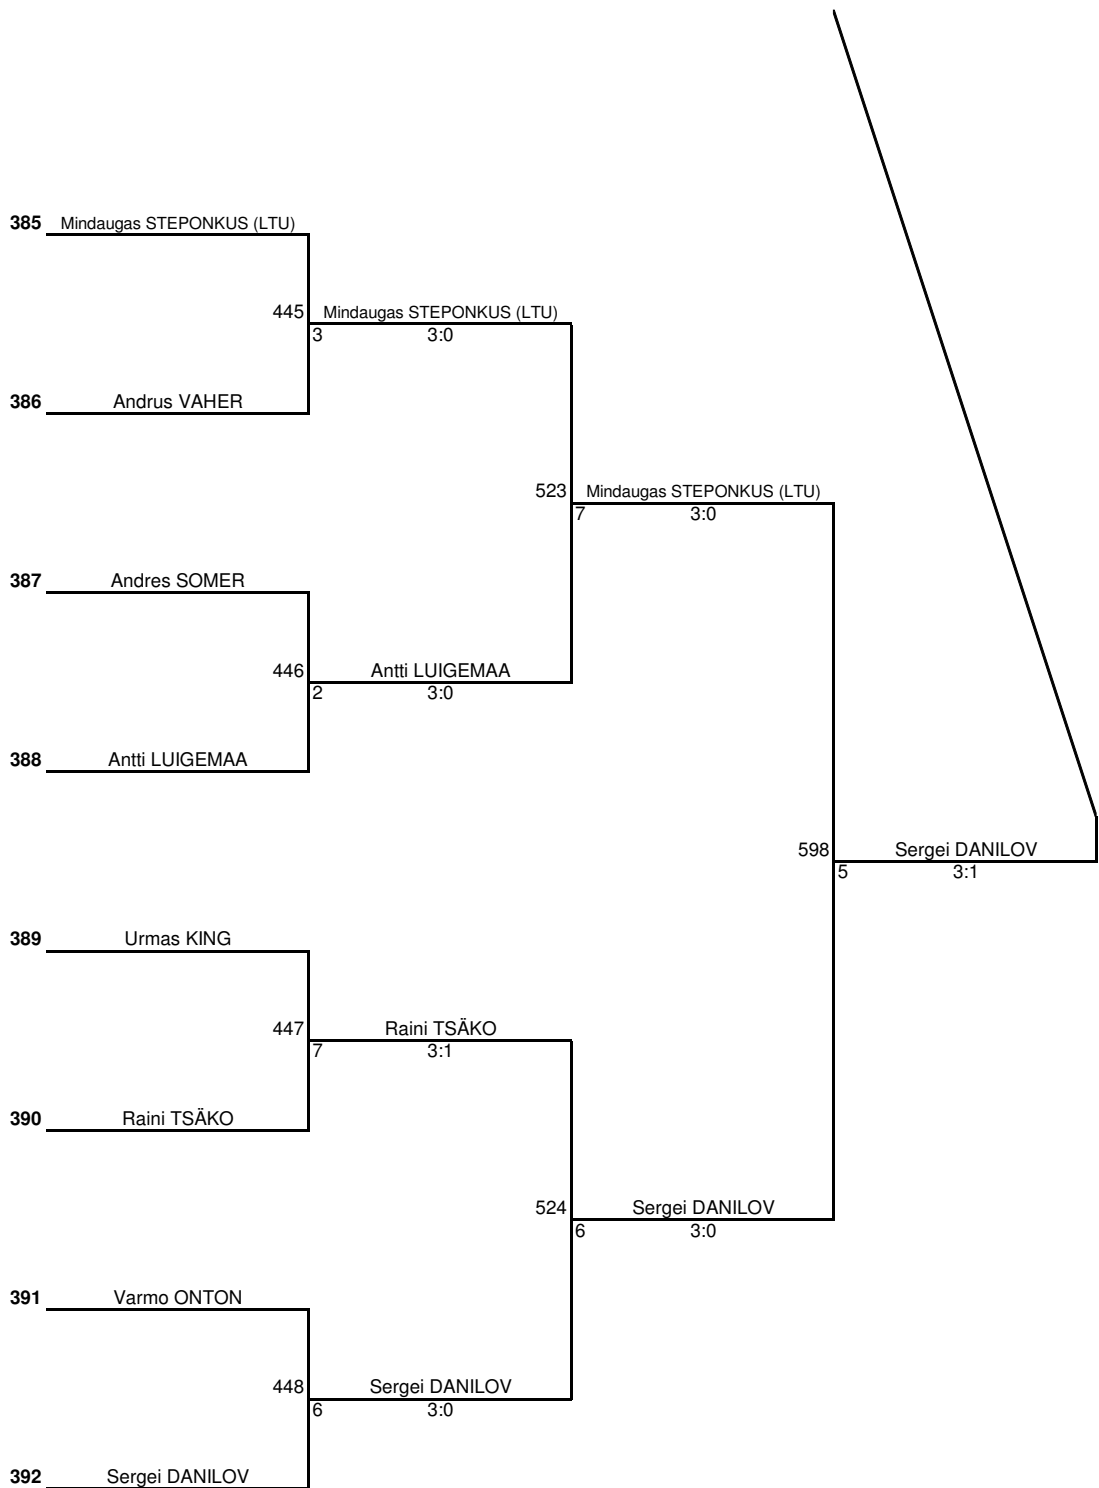 385 Mindaugas STEPONKUS (LTU)
445 Mindaugas STEPONKUS (LTU)
3 3:0
386 Andrus VAHER
523 Mindaugas STEPONKUS (LTU)
7 3:0
387 Andres SOMER
446 Antti LUIGEMAA
2 3:0
388 Antti LUIGEMAA
598 Sergei DANILOV
5 3:1
389 Urmas KING
447 Raini TSÄKO
7 3:1
390 Raini TSÄKO
524 Sergei DANILOV
6 3:0
391 Varmo ONTON
448 Sergei DANILOV
6 3:0
392 Sergei DANILOV